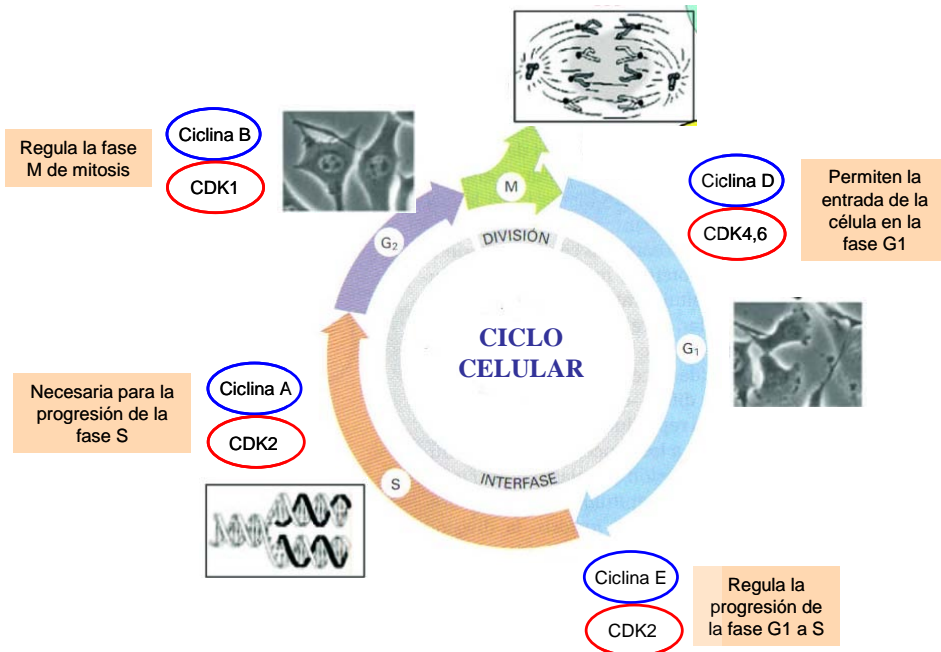 Regula la fase
M de mitosis
Ciclina B
CDK1
M
Ciclina D
CDK4,6
Permiten la
entrada de la
célula en la
fase G1
G2
DIVISIÓN
CICLO
CELULAR
G1
Necesaria para la
progresión de la
fase S
Ciclina A
CDK2
S
INTERFASE
Ciclina E
CDK2
Regula la
progresión de
la fase G1 a S